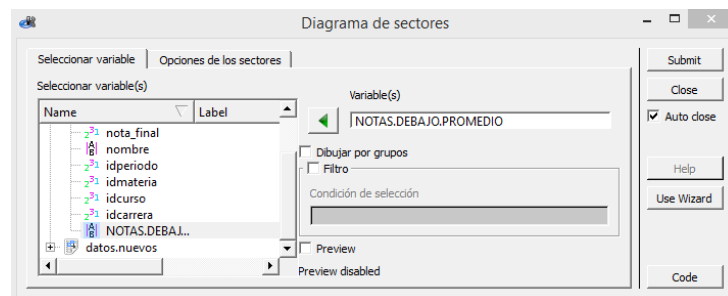 Diagrama de sectores
Seleccionar variable
Opciones de los sectores
Seleccionar variable(s)
Name
Label
nota_final
nombre
idperiodo
idmateria
idcurso
idcarrera
NOTAS.DEBAJ...
datos.nuevos
Variable(s)
NOTAS.DEBAJO.PROMEDIO
Dibujar por grupos
Filtro
Condición de selección
Preview
Preview disabled
Submit
Close
Auto close
Help
Use Wizard
Code